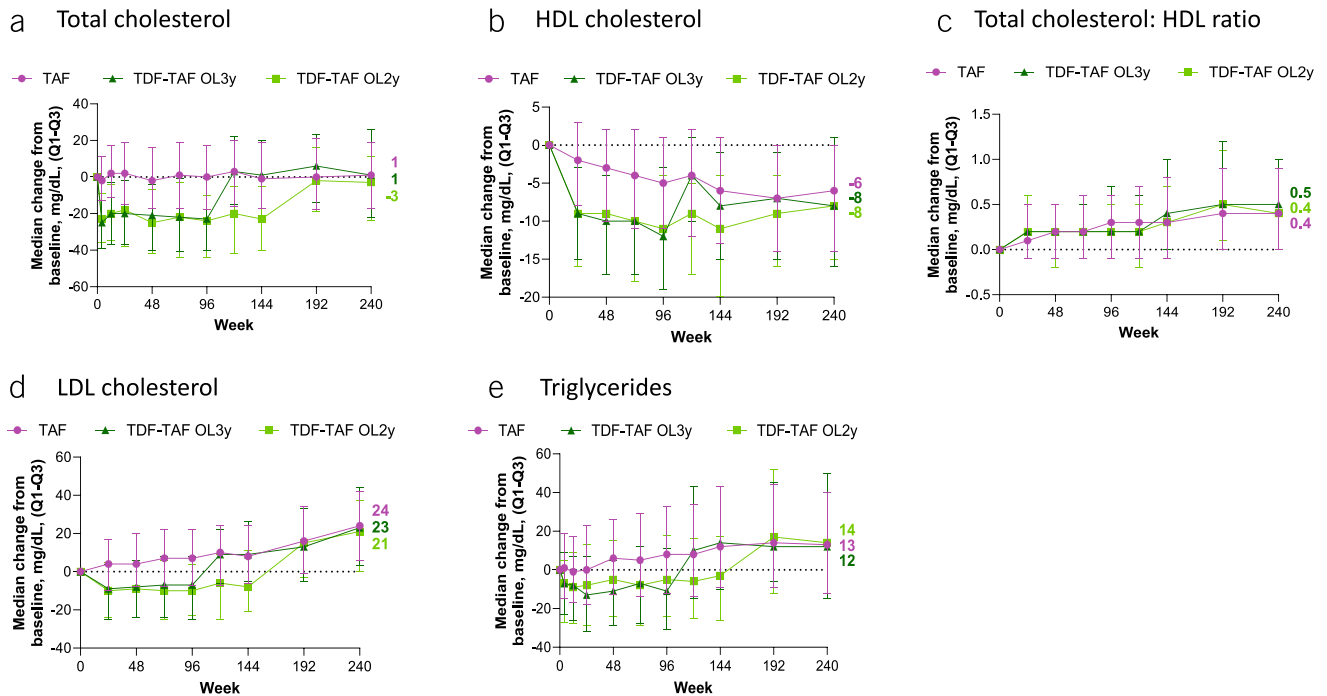 a Total cholesterol
TAF TDF-TAF OL3y TDF-TAF OL2y
Median change from
baseline, mg/dL, (Q1-Q3)
40
20
0
-20
-40
-60
0 48 96 144 192 240
Week
1
1
-3
b HDL cholesterol
TAF TDF-TAF OL3y TDF-TAF OL2y
Median change from
baseline, mg/dL, (Q1-Q3)
5
0
-5
-10
-15
-20
0 48 96 144 192 240
Week
-6
-8
-8
c Total cholesterol: HDL ratio
TAF TDF-TAF OL3y TDF-TAF OL2y
Median change from
baseline, mg/dL, (Q1-Q3)
1.5
1.0
0.5
0.0
-0.5
0 48 96 144 192 240
Week
0.5
0.4
0.4
d LDL cholesterol
TAF TDF-TAF OL3y TDF-TAF OL2y
Median change from
baseline, mg/dL, (Q1-Q3)
60
40
20
0
-20
-40
0 48 96 144 192 240
Week
24
23
21
e Triglycerides
TAF TDF-TAF OL3y TDF-TAF OL2y
Median change from
baseline, mg/dL, (Q1-Q3)
60
40
20
0
-20
-40
0 48 96 144 192 240
Week
14
13
12